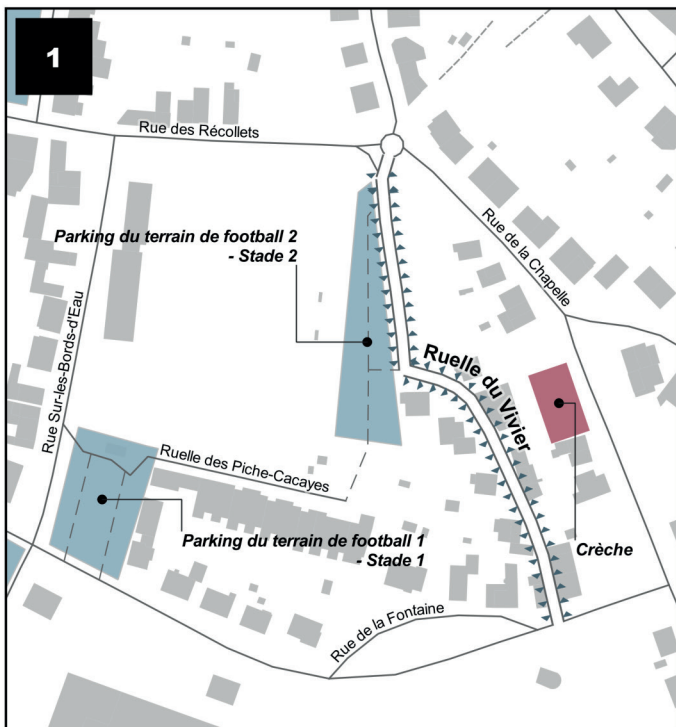 1
Rue des Récollets
Parking du terrain de football 2
- Stade 2
Rue de la Chapelle
Rue Sur-les-Bords-d'Eau
Ruelle du Vivier
Ruelle des Piche-Cacayes
Parking du terrain de football 1
- Stade 1
Crèche
Rue de la Fontaine